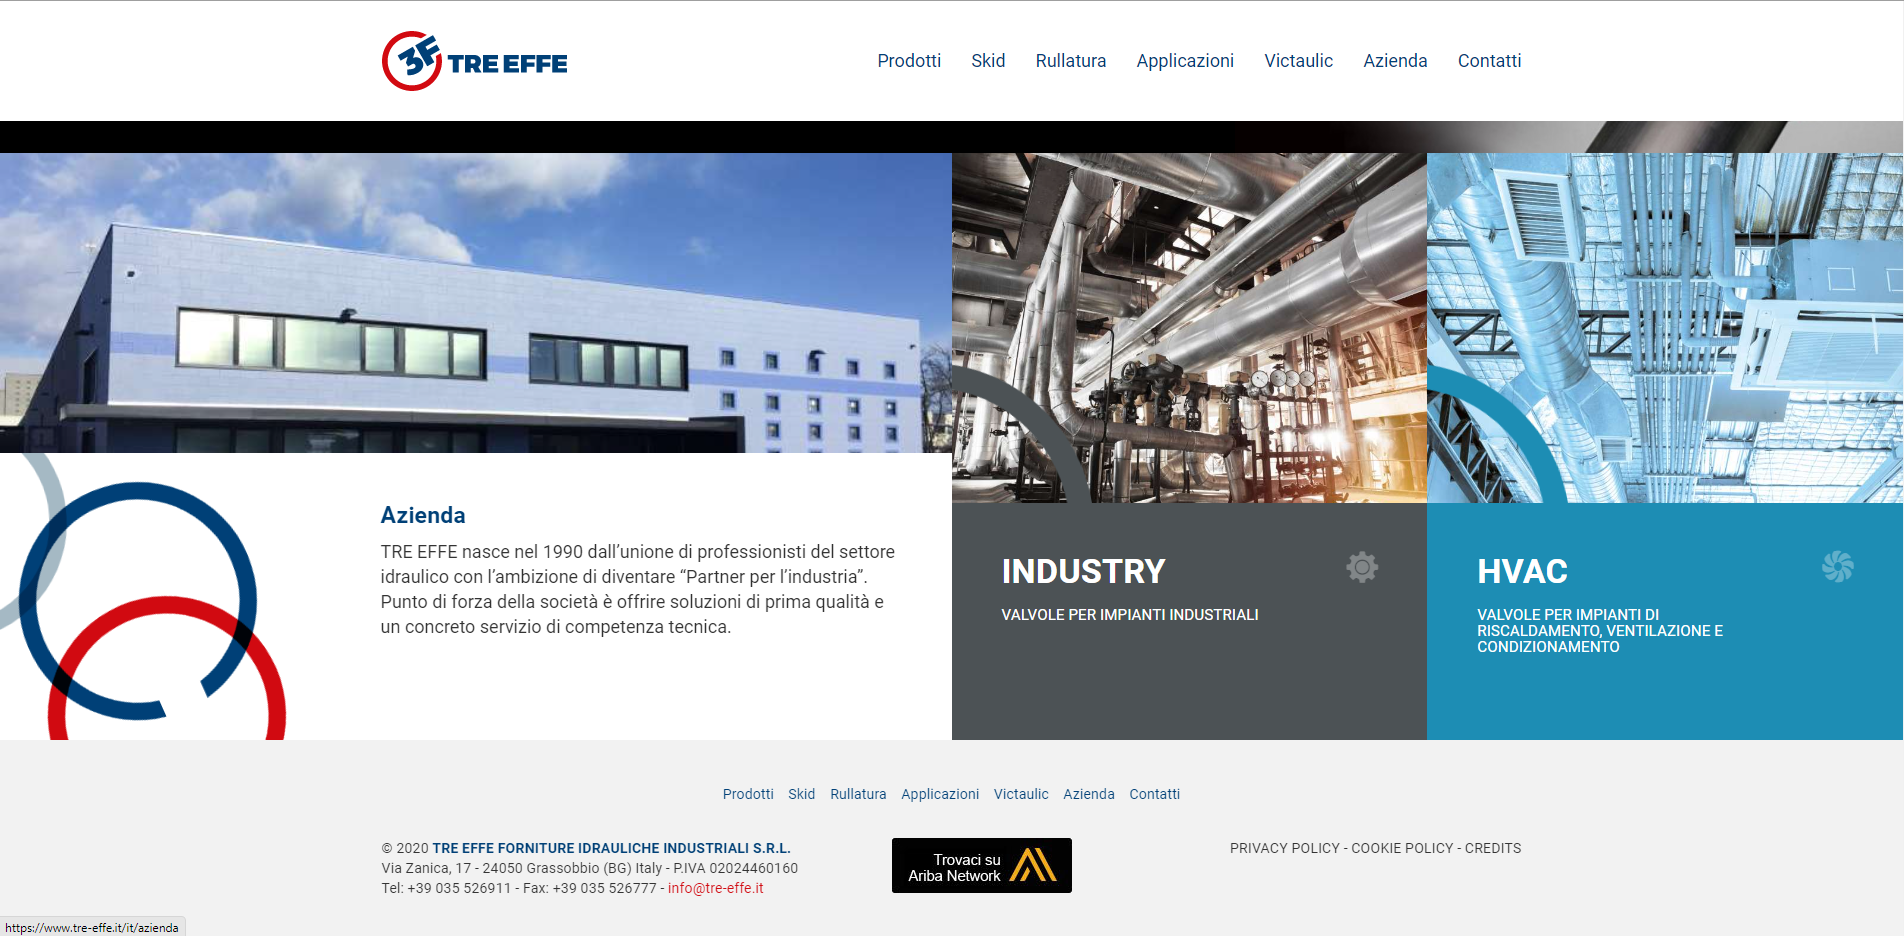 3F TRE EFFE
Prodotti Skid Rullatura Applicazioni Victaulic Azienda Contatti
Azienda
TRE EFFE nasce nel 1990 dall’unione di professionisti del settore
idraulico con l’ambizione di diventare “Partner per l’industria”.
Punto di forza della società è offrire soluzioni di prima qualità e
un concreto servizio di competenza tecnica.
INDUSTRY
VALVOLE PER IMPIANTI INDUSTRIALI
HVAC
VALVOLE PER IMPIANTI DI
RISCALDAMENTO, VENTILAZIONE E
CONDIZIONAMENTO
Prodotti Skid Rullatura Applicazioni Victaulic Azienda Contatti
© 2020 TRE EFFE FORNITURE IDRAULICHE INDUSTRIALI S.R.L.
Via Zanica, 17 - 24050 Grassobbio (BG) Italy - P.IVA 02024460160
Tel: +39 035 526911 - Fax: +39 035 526777 - info@tre-effe.it
Trovaci su
Ariba Network
PRIVACY POLICY - COOKIE POLICY - CREDITS
https://www.tre-effe.it/it/azienda